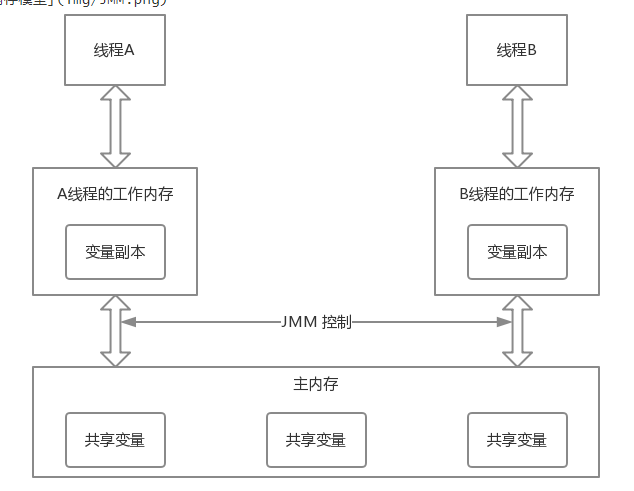 存模型](img/JMM.png)
线程A
线程B
A线程的工作内存
B线程的工作内存
变量副本
变量副本
JMM 控制
主内存
共享变量
共享变量
共享变量